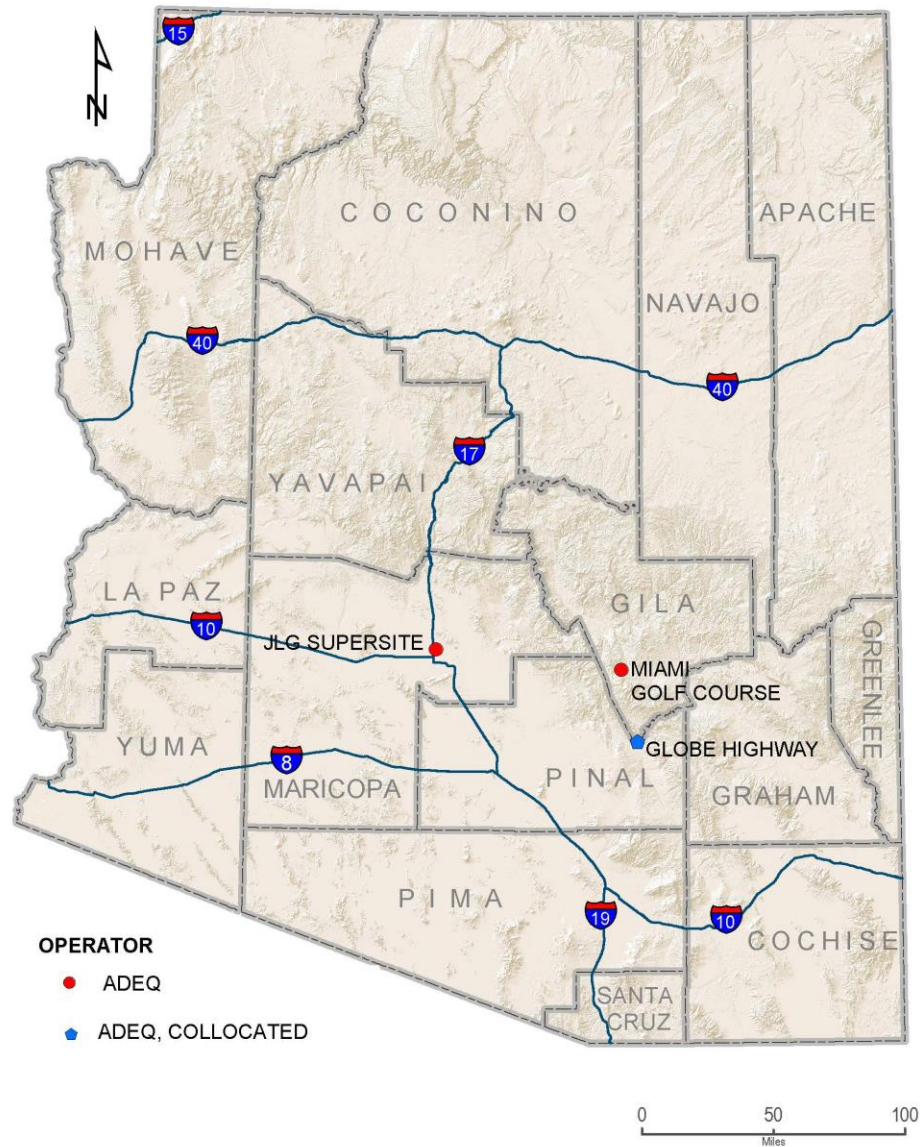 15
N
COCONINO
APACHE
MOHAVE
NAVAJO
40
40
17
YAVAPAI
LA PAZ
10
GILA
GREENLEE
JLG SUPERSITE
MIAMI
GOLF COURSE
YUMA
8
GLOBE HIGHWAY
MARICOPA
PINAL
GRAHAM
PIMA
19
10
COCHISE
OPERATOR
ADEQ
SANTA
CRUZ
ADEQ, COLLOCATED
0 50 100
Miles